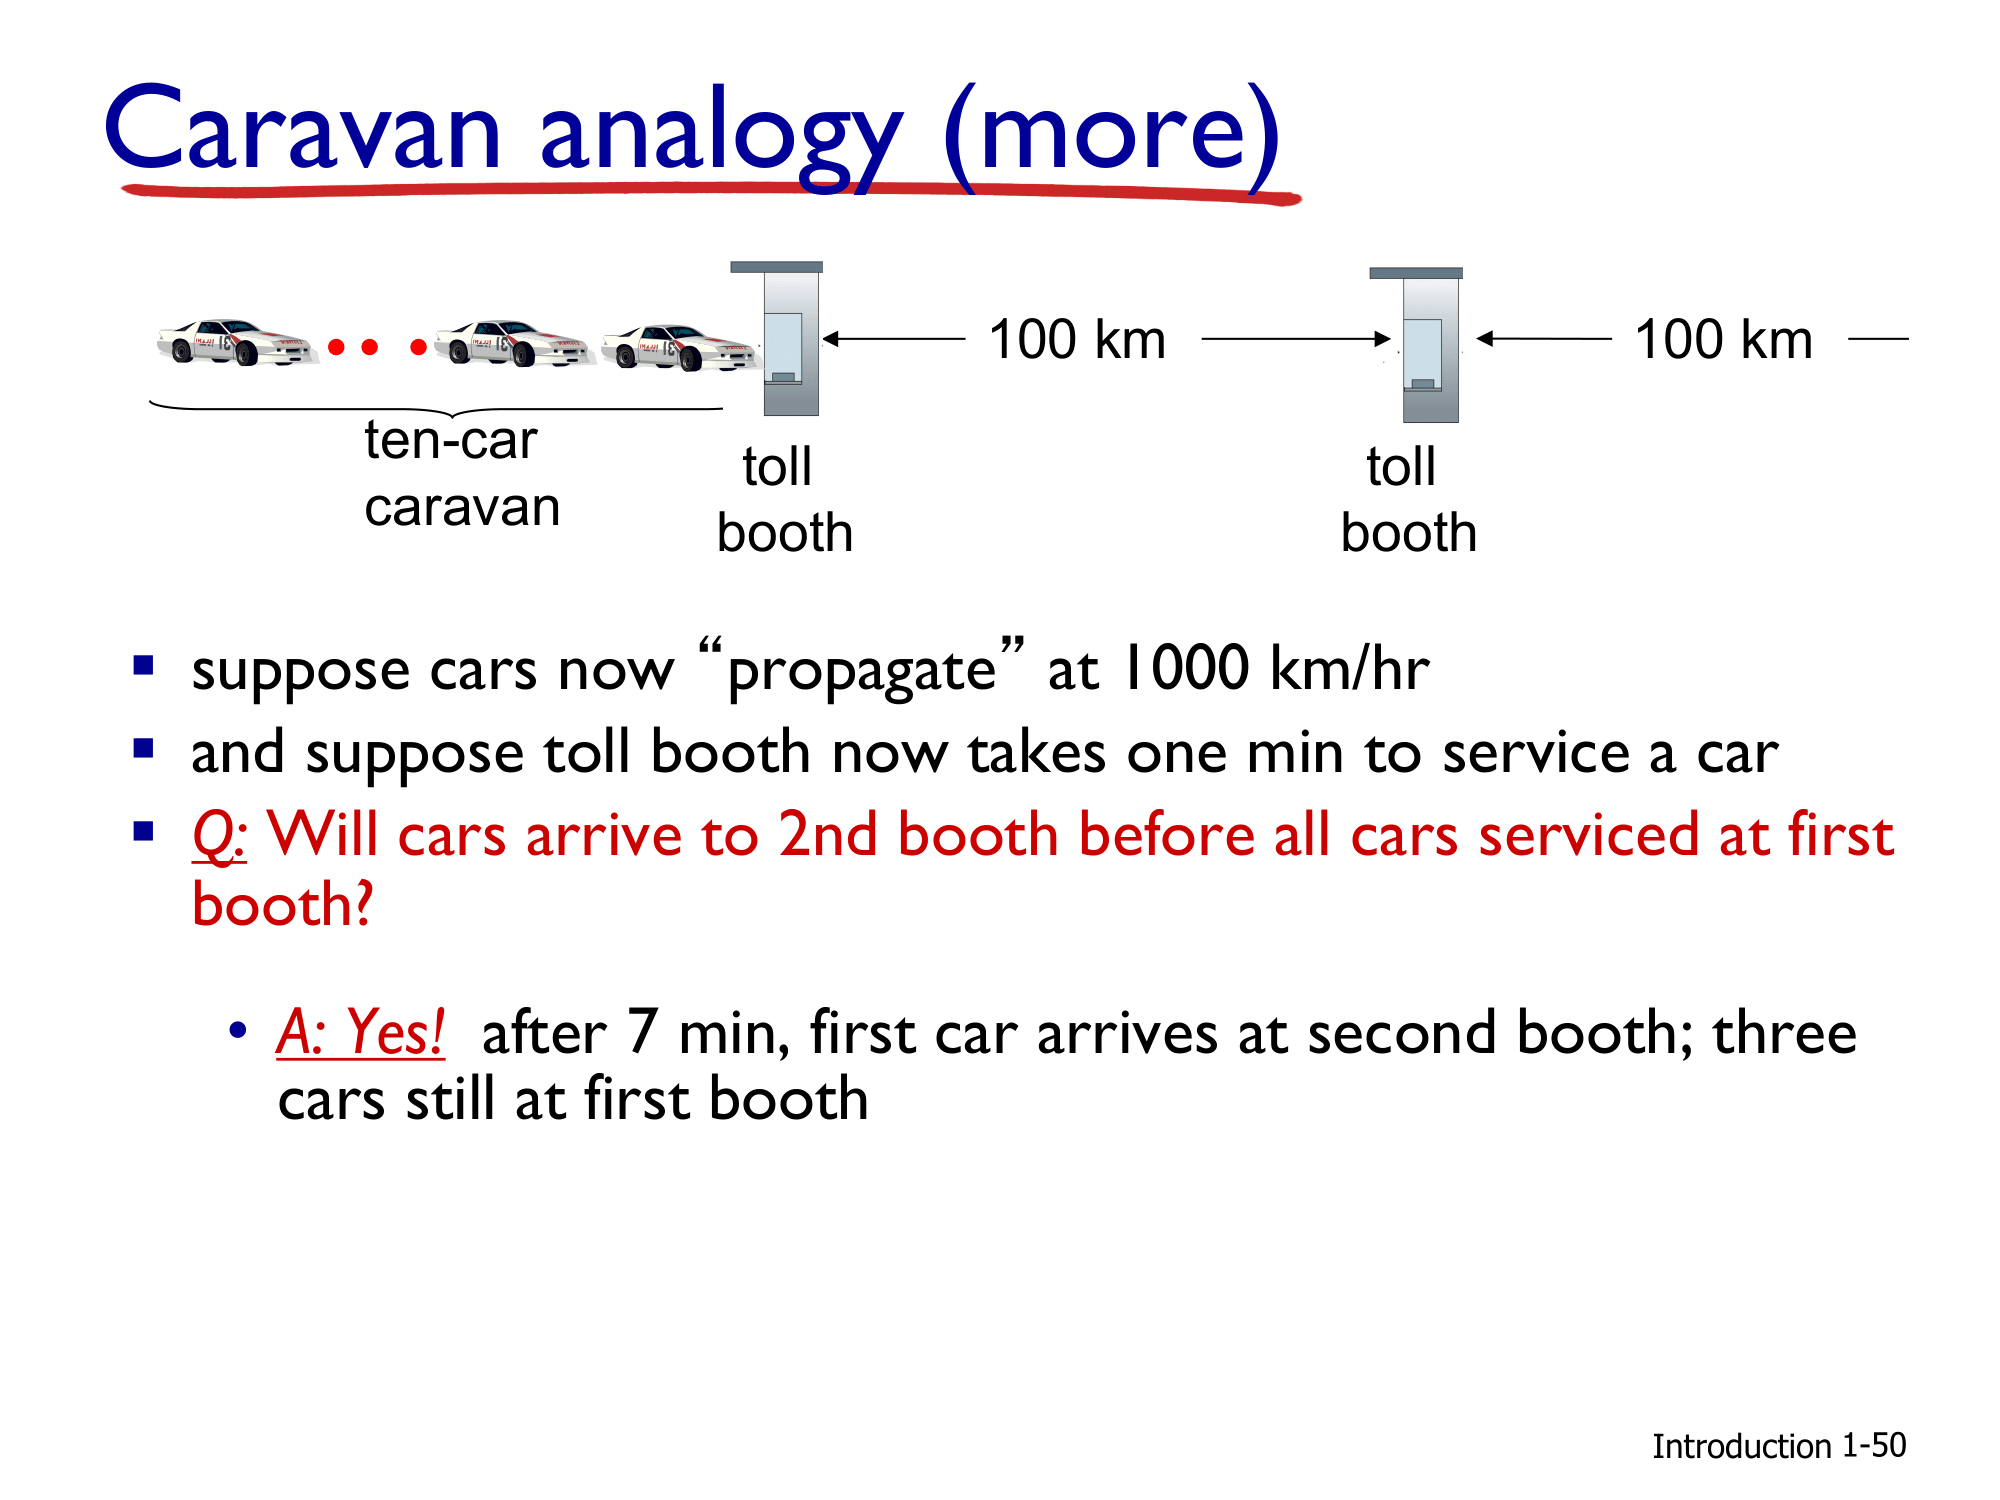 Caravan analogy (more)
100 km
100 km
ten-car
caravan
toll
booth
toll
booth
suppose cars now “propagate” at 1000 km/hr
and suppose toll booth now takes one min to service a car
Q: Will cars arrive to 2nd booth before all cars serviced at first
booth?
A: Yes! after 7 min, first car arrives at second booth; three
cars still at first booth
Introduction 1-50